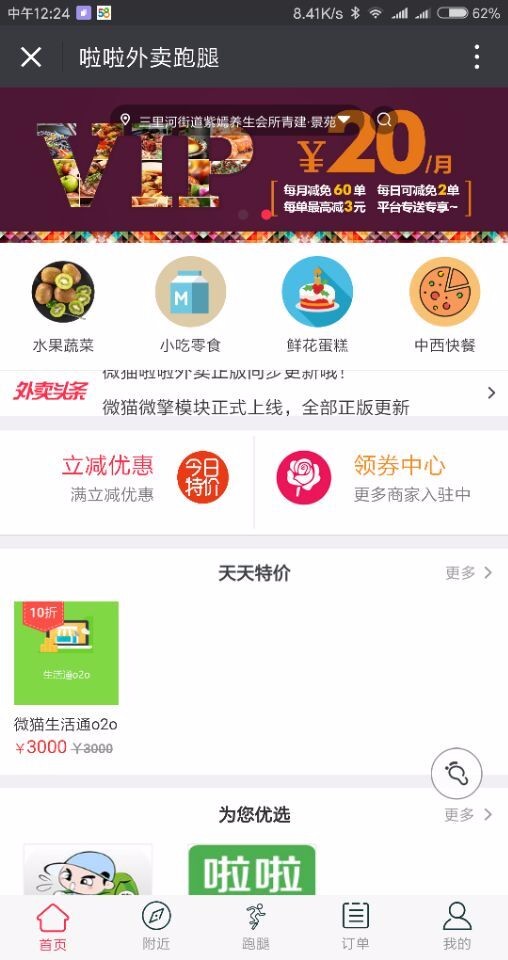 中午12:24
58
8.41K/s
62%
啦啦外卖跑腿
三里河街道紫嫣养生会所青建·景苑
VIP
¥20/月
每月减免 60 单 每日可减免 2 单
每单最高减 3 元 平台专送专享~
水果蔬菜
小吃零食
鲜花蛋糕
中西快餐
外卖头条
微猫啦啦外卖正版同步更新哦!
微猫微擎模块正式上线，全部正版更新
立减优惠
满立减优惠
今日
特价
领券中心
更多商家入驻中
天天特价
更多
10折
生活通o2o
微猫生活通o2o
¥3000 ¥3000
为您优选
更多
啦啦
首页
附近
跑腿
订单
我的